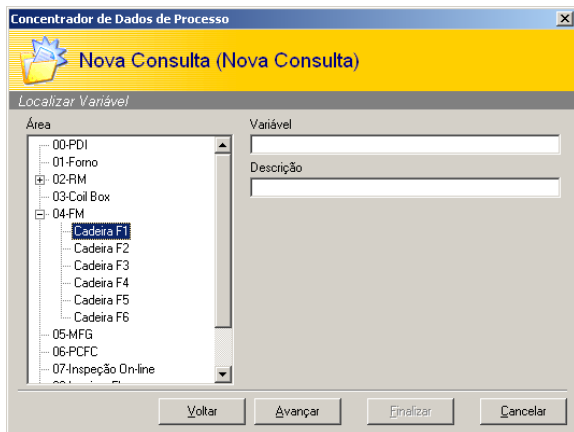 Concentrador de Dados de Processo
Nova Consulta (Nova Consulta)
Localizar Variável
Área
00-PDI
01-Forno
02-RM
03-Coil Box
04-FM
Cadeira F1
Cadeira F2
Cadeira F3
Cadeira F4
Cadeira F5
Cadeira F6
05-MFG
06-PCFC
07-Inspeção On-line
Variável
Descrição
Voltar
Avançar
Finalizar
Cancelar